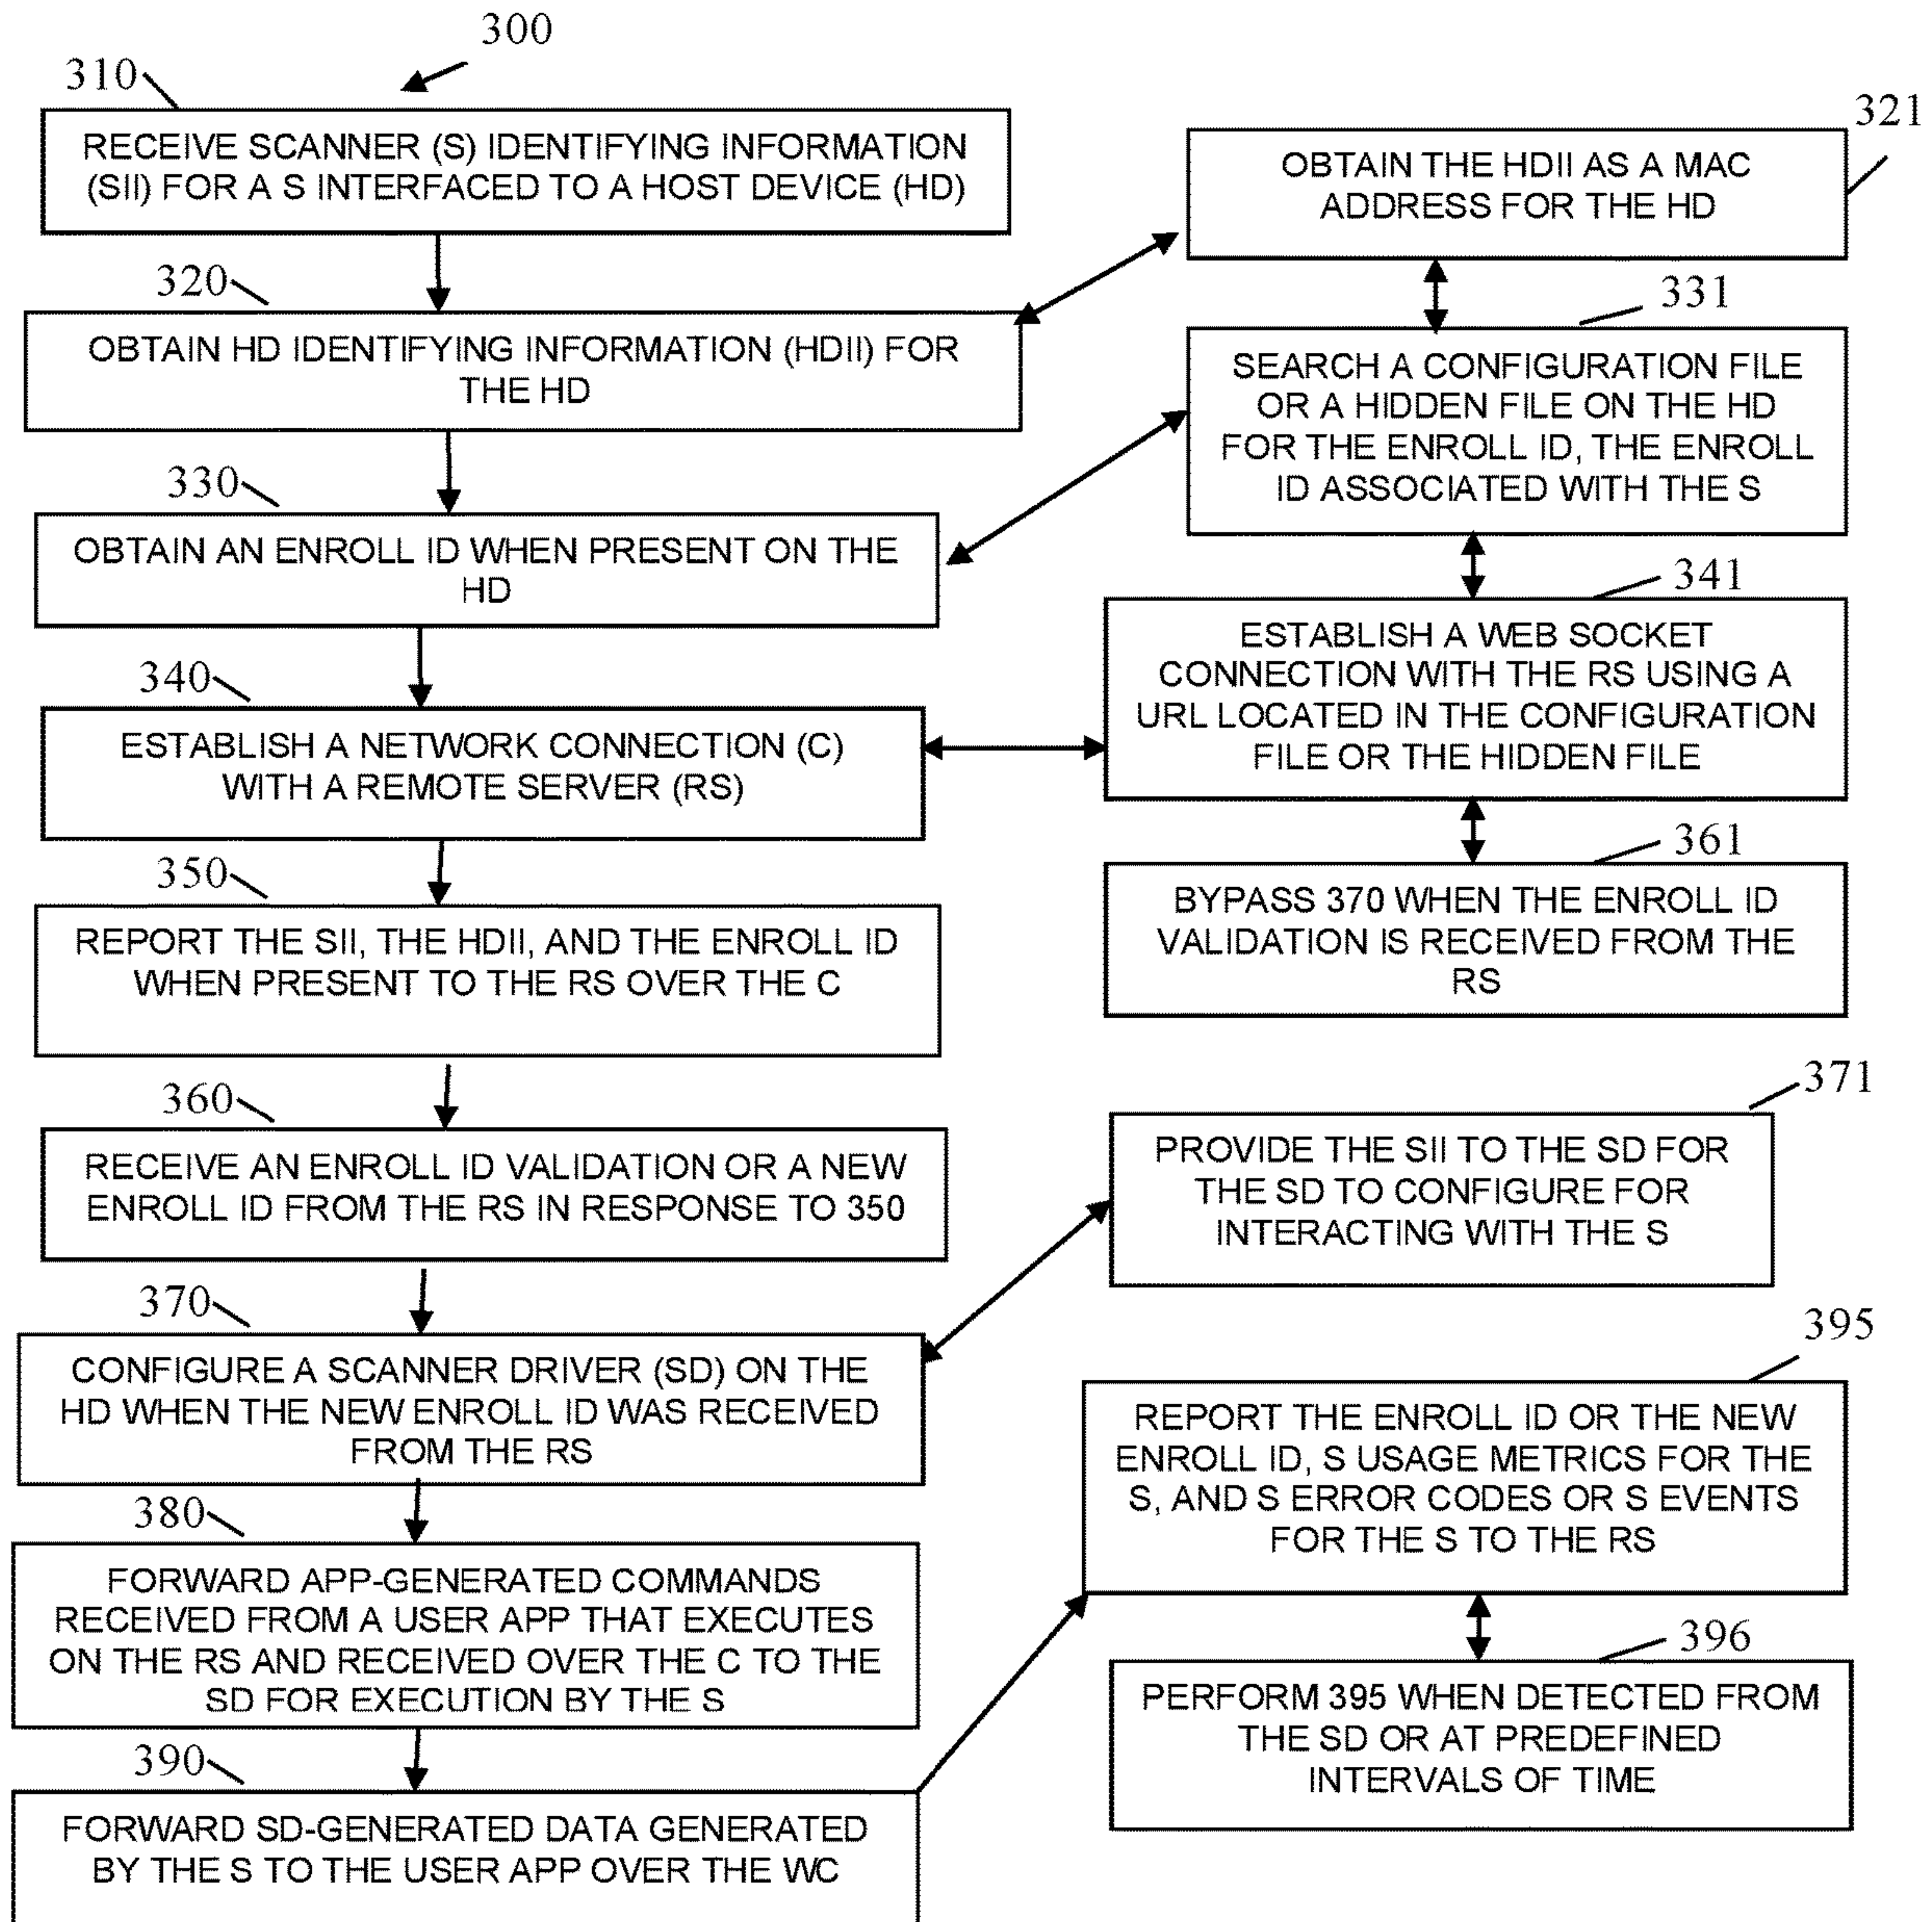 300
310
RECEIVE SCANNER (S) IDENTIFYING INFORMATION
(SII) FOR A S INTERFACED TO A HOST DEVICE (HD)
320
OBTAIN HD IDENTIFYING INFORMATION (HDII) FOR
THE HD
330
OBTAIN AN ENROLL ID WHEN PRESENT ON THE
HD
340
ESTABLISH A NETWORK CONNECTION (C)
WITH A REMOTE SERVER (RS)
350
REPORT THE SII, THE HDII, AND THE ENROLL ID
WHEN PRESENT TO THE RS OVER THE C
360
RECEIVE AN ENROLL ID VALIDATION OR A NEW
ENROLL ID FROM THE RS IN RESPONSE TO 350
370
CONFIGURE A SCANNER DRIVER (SD) ON THE
HD WHEN THE NEW ENROLL ID WAS RECEIVED
FROM THE RS
380
FORWARD APP-GENERATED COMMANDS
RECEIVED FROM A USER APP THAT EXECUTES
ON THE RS AND RECEIVED OVER THE C TO THE
SD FOR EXECUTION BY THE S
390
FORWARD SD-GENERATED DATA GENERATED
BY THE S TO THE USER APP OVER THE WC
321
OBTAIN THE HDII AS A MAC
ADDRESS FOR THE HD
331
SEARCH A CONFIGURATION FILE
OR A HIDDEN FILE ON THE HD
FOR THE ENROLL ID, THE ENROLL
ID ASSOCIATED WITH THE S
341
ESTABLISH A WEB SOCKET
CONNECTION WITH THE RS USING A
URL LOCATED IN THE CONFIGURATION
FILE OR THE HIDDEN FILE
361
BYPASS 370 WHEN THE ENROLL ID
VALIDATION IS RECEIVED FROM THE
RS
371
PROVIDE THE SII TO THE SD FOR
THE SD TO CONFIGURE FOR
INTERACTING WITH THE S
395
REPORT THE ENROLL ID OR THE NEW
ENROLL ID, S USAGE METRICS FOR THE
S, AND S ERROR CODES OR S EVENTS
FOR THE S TO THE RS
396
PERFORM 395 WHEN DETECTED FROM
THE SD OR AT PREDEFINED
INTERVALS OF TIME